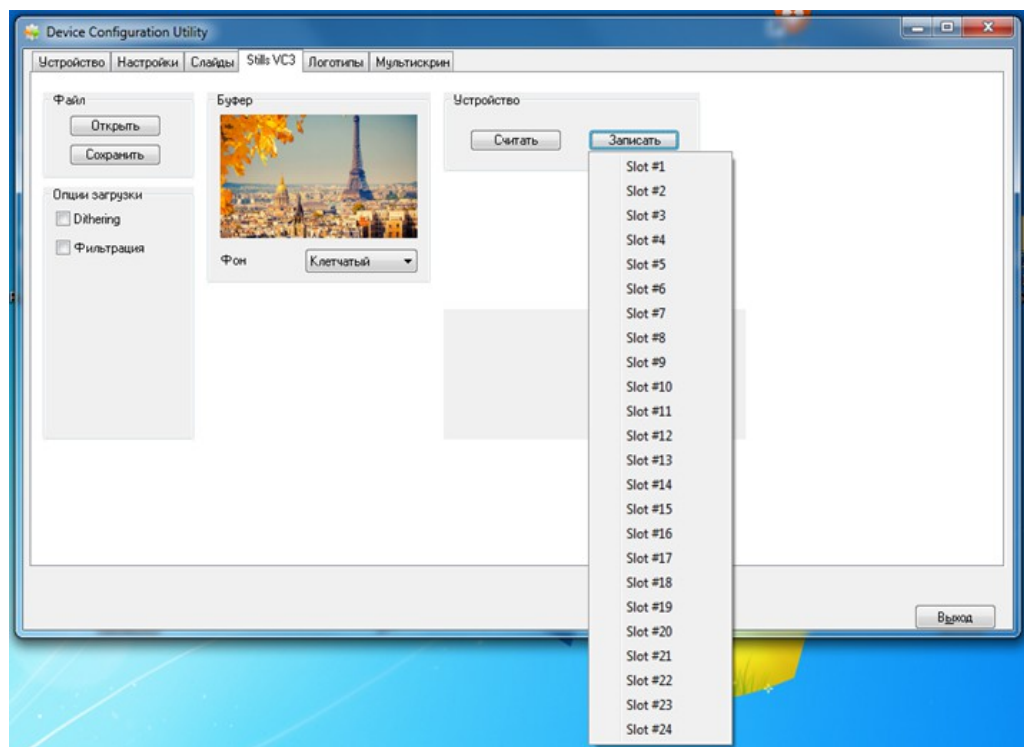 Device Configuration Utility
Устройство Настройки Слайды Stills VC3 Логотипы Мультискрин
Файл
Открыть
Сохранить
Опции загрузки
Dithering
Фильтрация
Буфер
Фон Клетчатый
Устройство
Считать Записать
Slot #1
Slot #2
Slot #3
Slot #4
Slot #5
Slot #6
Slot #7
Slot #8
Slot #9
Slot #10
Slot #11
Slot #12
Slot #13
Slot #14
Slot #15
Slot #16
Slot #17
Slot #18
Slot #19
Slot #20
Slot #21
Slot #22
Slot #23
Slot #24
Выход